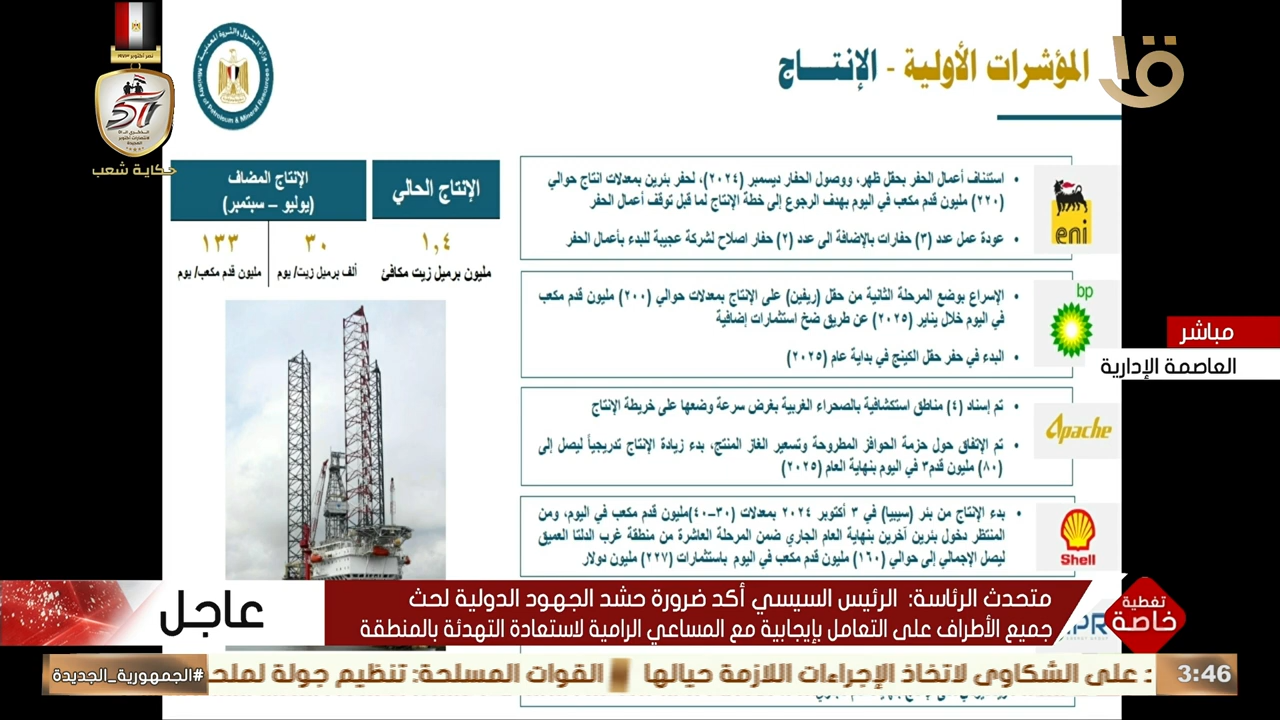 المؤشرات الأولية - الإنتـــاج
نصر أكتوبر ١٩٧٣
حكاية شعب
Ministry of Petroleum & Mineral Resources
الإنتاج الحالي
١,٤
مليون برميل زيت مكافئ
الإنتاج المضاف
(يوليو – سبتمبر)
٣٠
ألف برميل زيت/ يوم
١٣٣
مليون قدم مكعب/ يوم
eni
• استئناف أعمال الحفر بحقل ظهر، ووصول الحفار ديسمبر (٢٠٢٤)، لحفر بئرين بمعدلات انتاج حوالي
(٢٢٠) مليون قدم مكعب في اليوم بهدف الرجوع إلى خطة الإنتاج لما قبل توقف أعمال الحفر
• عودة عمل عدد (٣) حفارات بالإضافة الى عدد (٢) حفار اصلاح لشركة عجيبة للبدء بأعمال الحفر
bp
• الإسراع بوضع المرحلة الثانية من حقل (ريفين) على الإنتاج بمعدلات حوالي (٢٠٠) مليون قدم مكعب
في اليوم خلال يناير (٢٠٢٥) عن طريق ضخ استثمارات إضافية
• البدء في حفر حقل الكينج في بداية عام (٢٠٢٥)
Apache
• تم إسناد (٤) مناطق استكشافية بالصحراء الغربية بغرض سرعة وضعها على خريطة الإنتاج
• تم الإتفاق حول حزمة الحوافز المطروحة وتسعير الغاز المنتج، بدء زيادة الإنتاج تدريجياً ليصل إلى
(٨٠) مليون قدم٣ في اليوم بنهاية العام (٢٠٢٥)
Shell
• بدء الإنتاج من بئر (سيبيا) في ٣ أكتوبر ٢٠٢٤ بمعدلات (٣٠-٤٠)مليون قدم مكعب في اليوم، ومن
المنتظر دخول بئرين آخرين بنهاية العام الجاري ضمن المرحلة العاشرة من منطقة غرب الدلتا العميق
ليصل الإجمالي إلى حوالي (١٦٠) مليون قدم مكعب في اليوم باستثمارات (٢٢٧) مليون دولار
مباشر
العاصمة الإدارية
تغطية
خاصة
عاجل
متحدث الرئاسة: الرئيس السيسي أكد ضرورة حشد الجهود الدولية لحث
جميع الأطراف على التعامل بإيجابية مع المساعي الرامية لاستعادة التهدئة بالمنطقة
على الشكاوى لاتخاذ الإجراءات اللازمة حيالها القوات المسلحة: تنظيم جولة
#الجمهورية_الجديدة
3:46